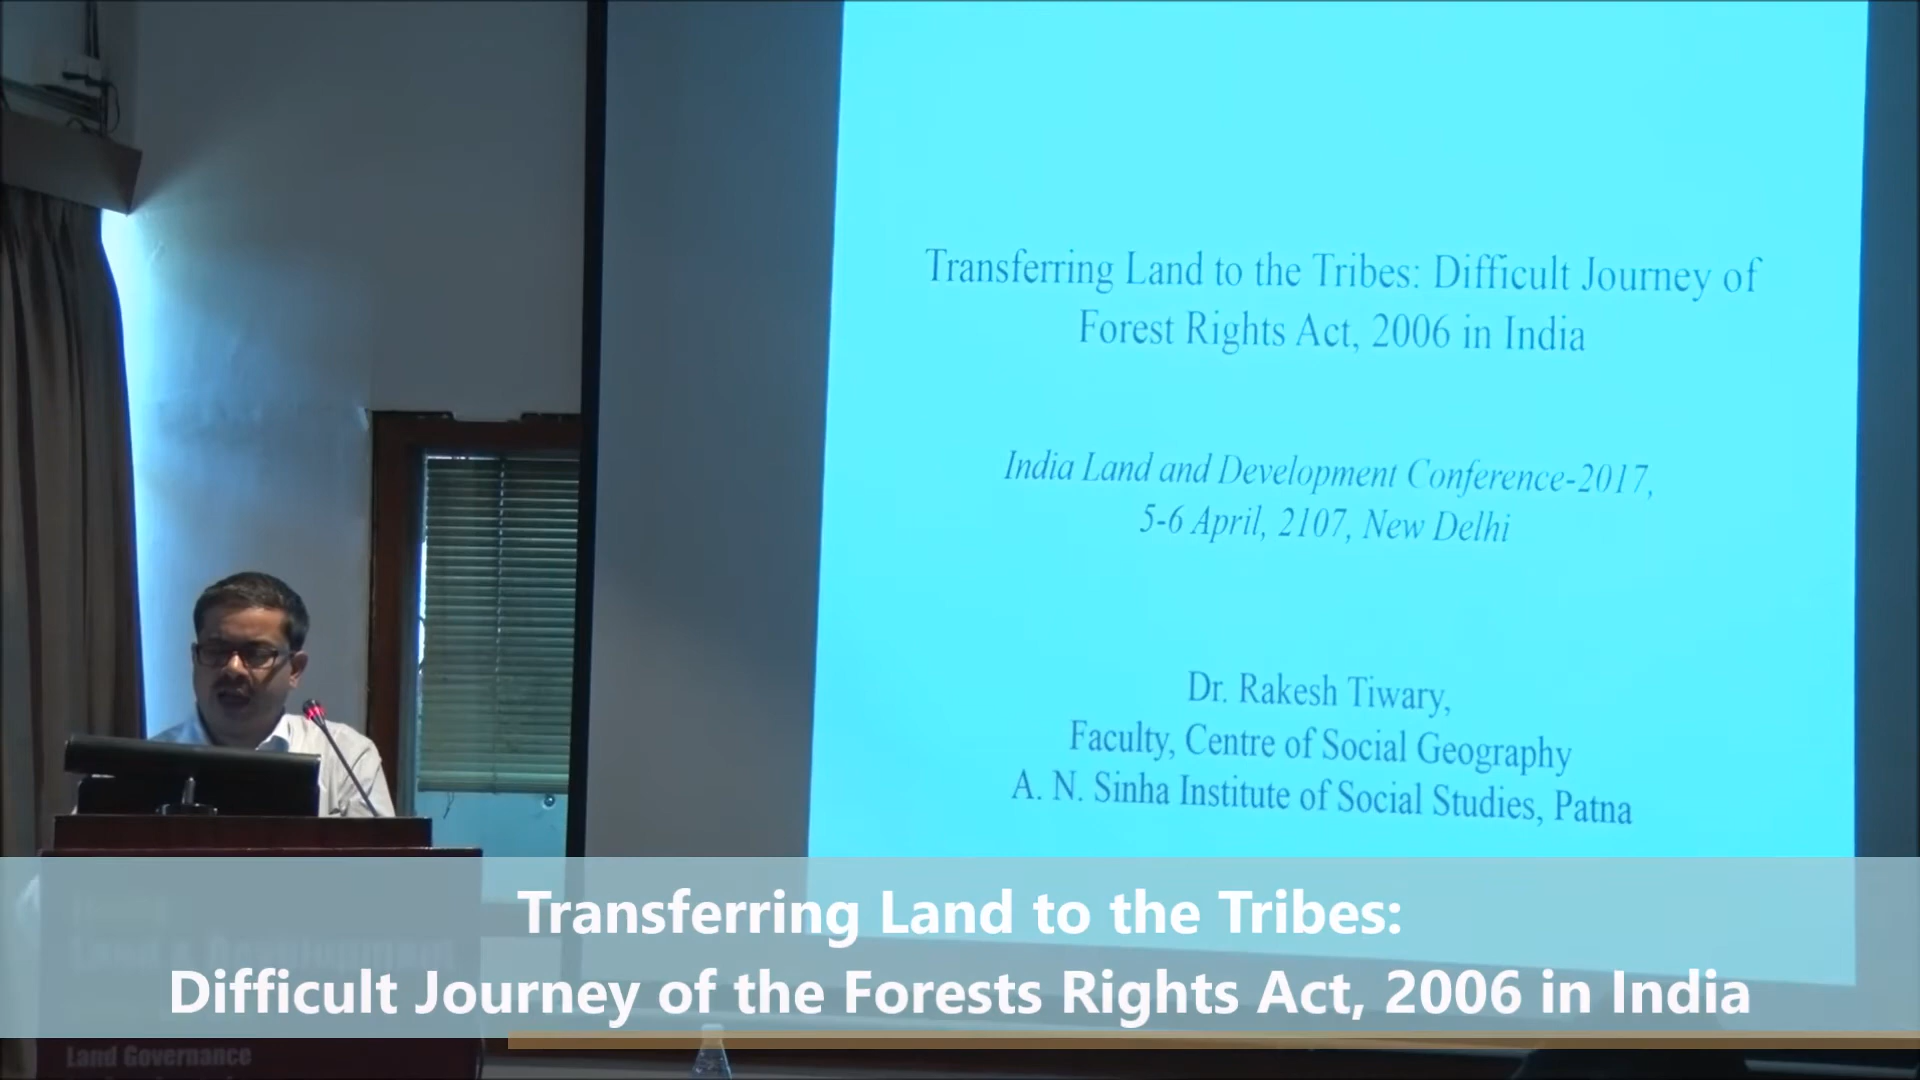 Transferring Land to the Tribes: Difficult Journey of
Forest Rights Act, 2006 in India
India Land and Development Conference-2017,
5-6 April, 2107, New Delhi
Dr. Rakesh Tiwary,
Faculty, Centre of Social Geography
A. N. Sinha Institute of Social Studies, Patna
Transferring Land to the Tribes:
Difficult Journey of the Forests Rights Act, 2006 in India
Land Governance